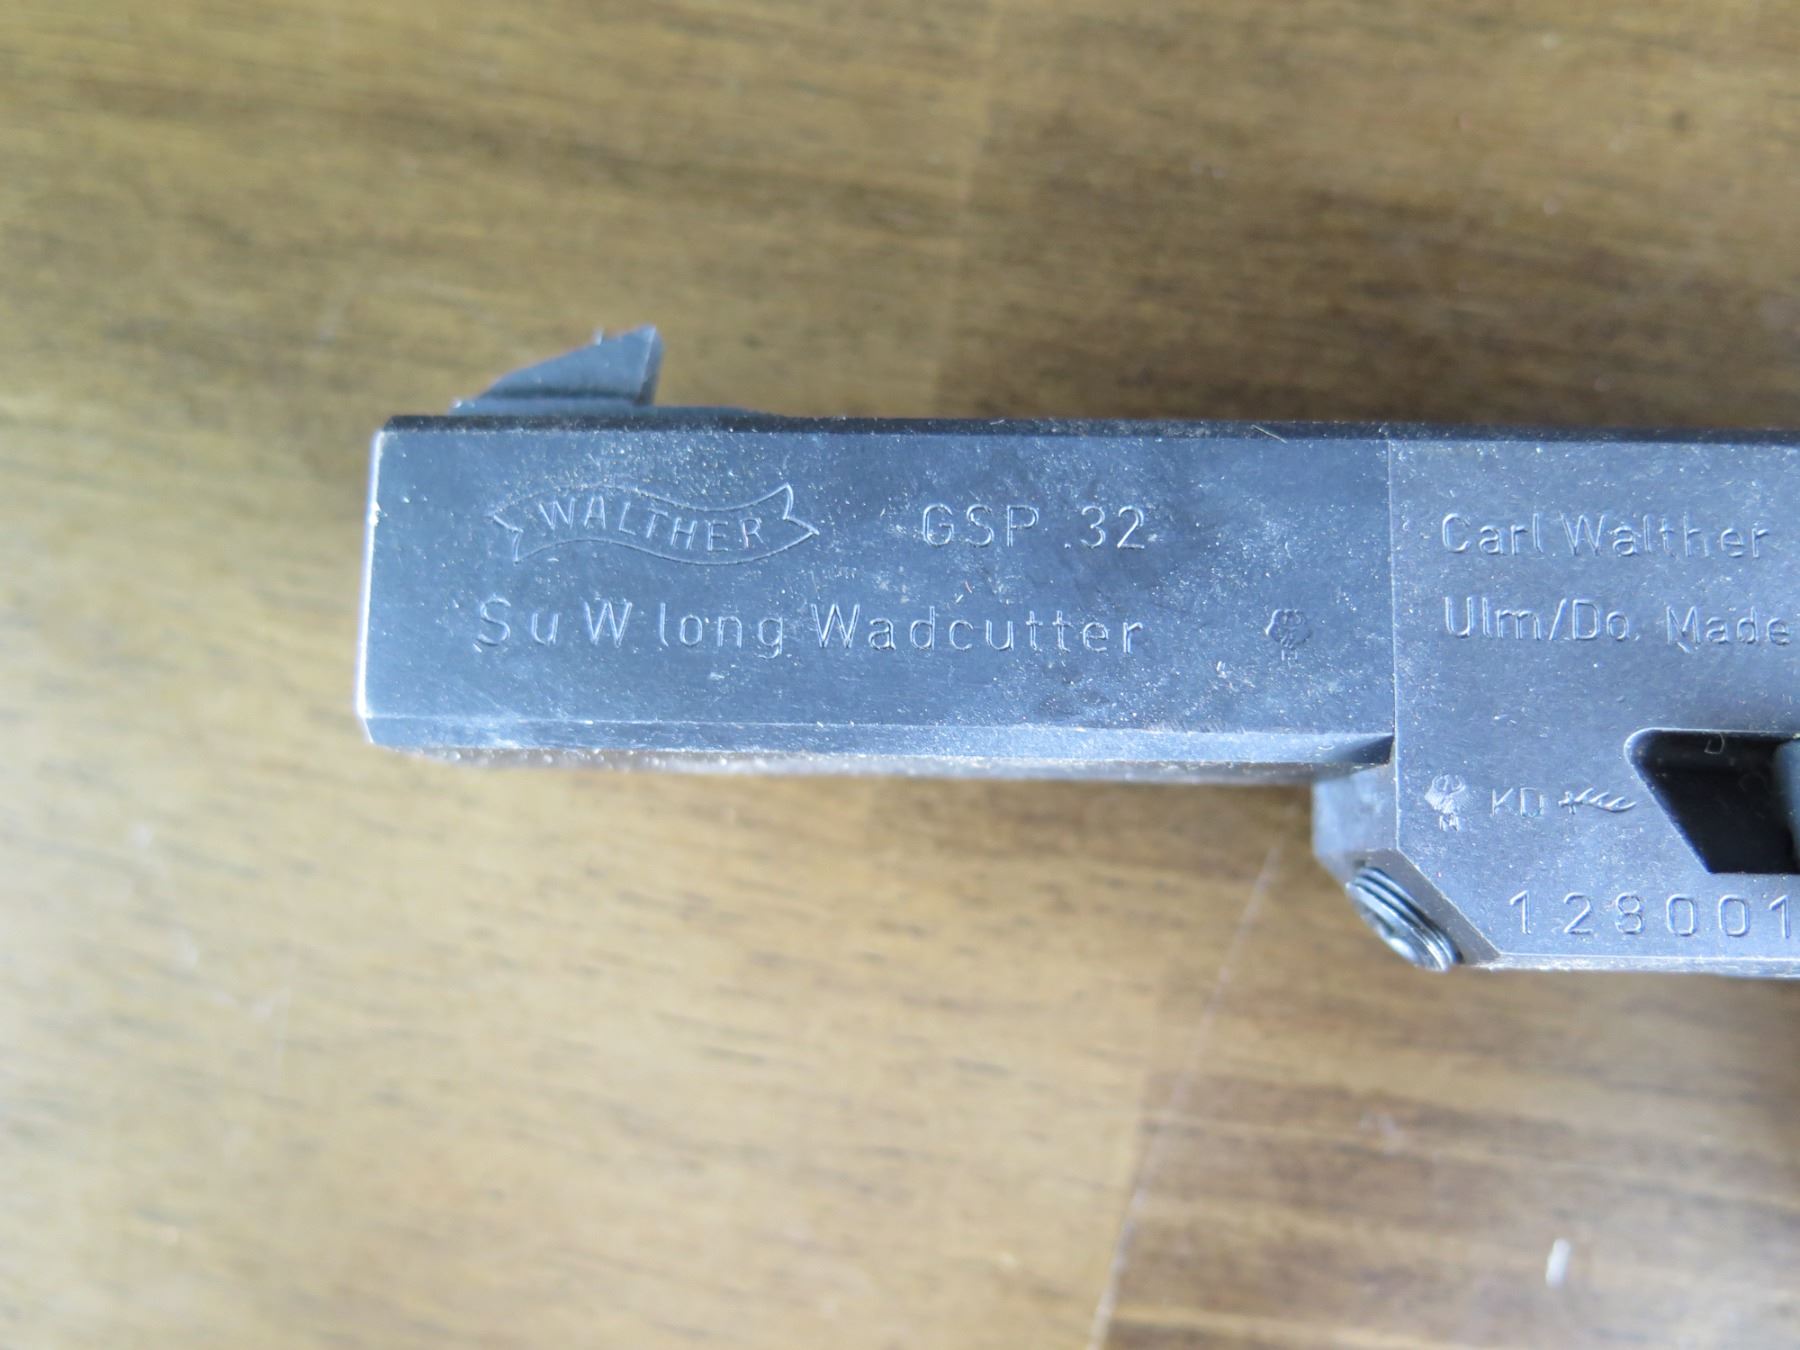 WALTHER GSP .32
S u W long Wadcutter
Carl Walther
Ulm/Do. Made
KD
128001